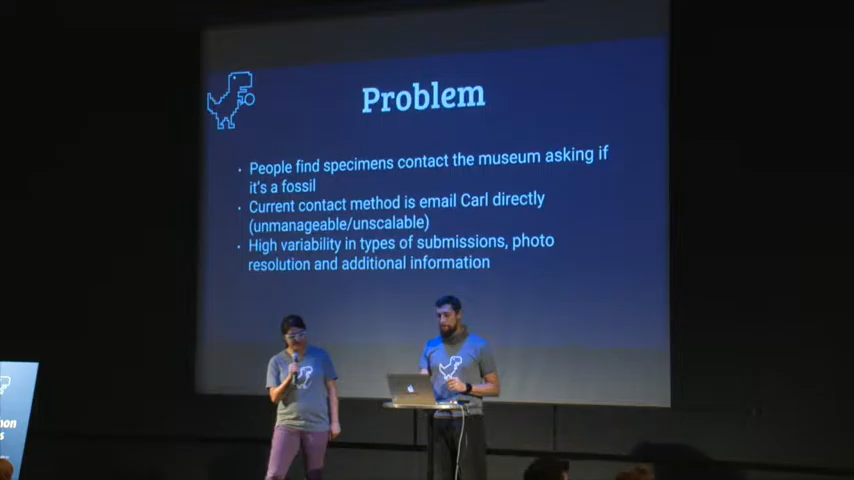 Problem
· People find specimens contact the museum asking if
it's a fossil
· Current contact method is email Carl directly
(unmanageable/unscalable)
· High variability in types of submissions, photo
resolution and additional information